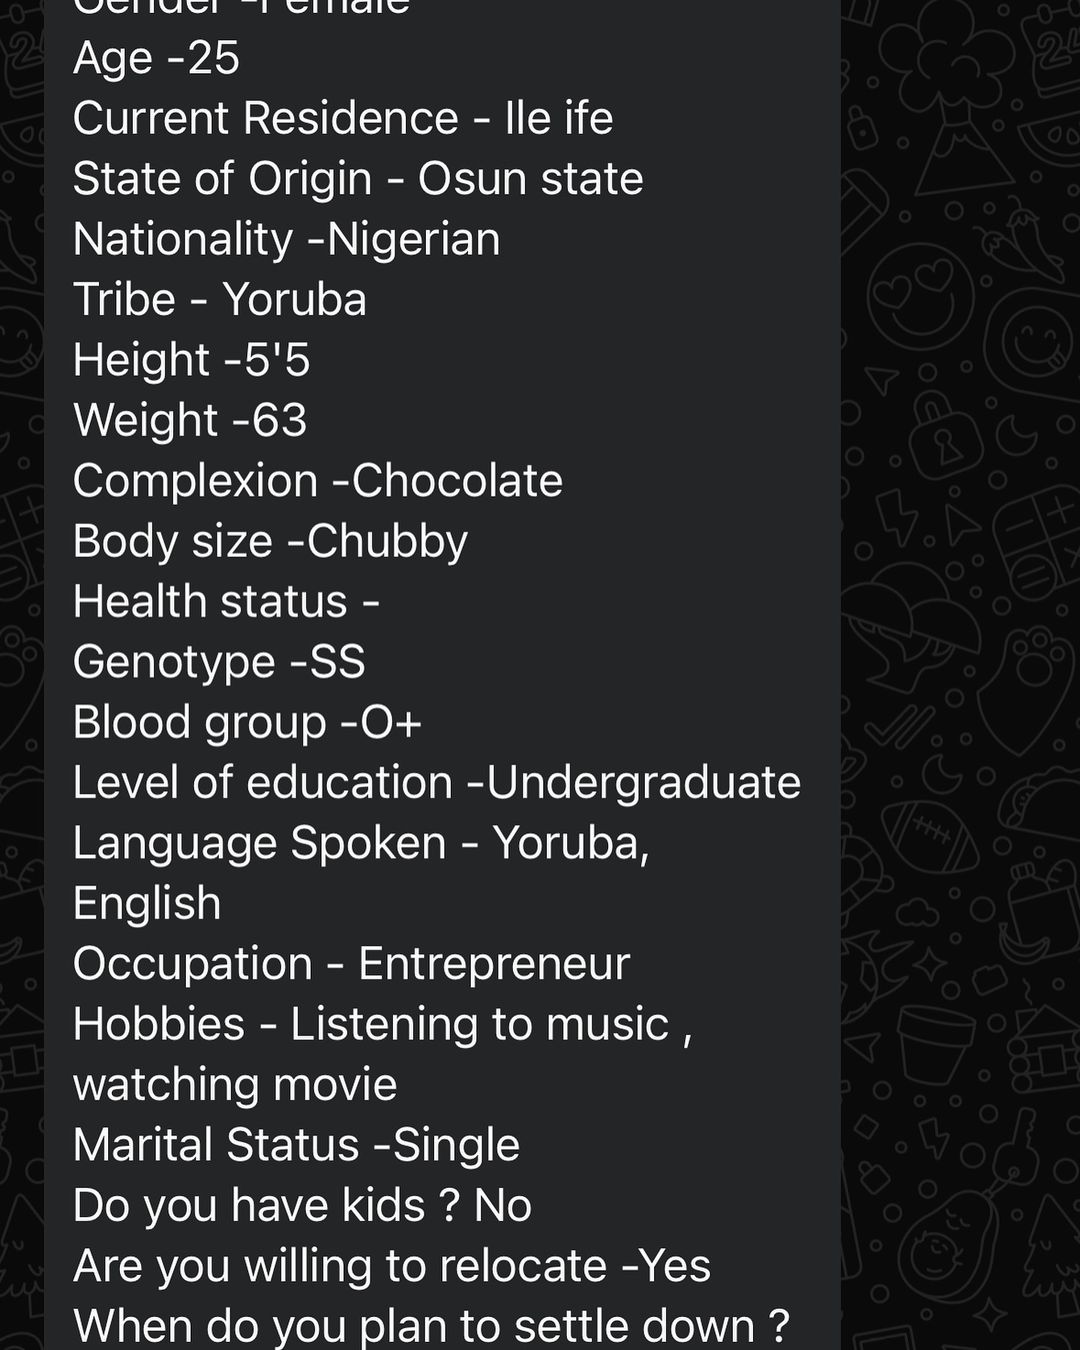 Gender -Female
Age -25
Current Residence - Ile ife
State of Origin - Osun state
Nationality -Nigerian
Tribe - Yoruba
Height -5'5
Weight -63
Complexion -Chocolate
Body size -Chubby
Health status -
Genotype -SS
Blood group -O+
Level of education -Undergraduate
Language Spoken - Yoruba,
English
Occupation - Entrepreneur
Hobbies - Listening to music ,
watching movie
Marital Status -Single
Do you have kids ? No
Are you willing to relocate -Yes
When do you plan to settle down ?